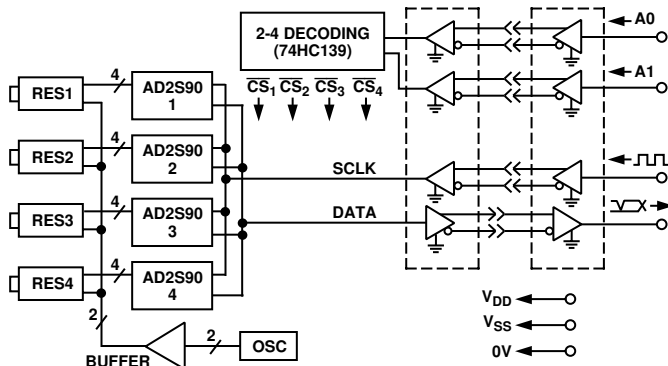 2-4 DECODING
(74HC139)
A0
A1
CS1 CS2 CS3 CS4
RES1
4
AD2S90
1
RES2
4
AD2S90
2
SCLK
RES3
4
AD2S90
3
DATA
RES4
4
AD2S90
4
2
BUFFER
2
OSC
VDD
VSS
0V